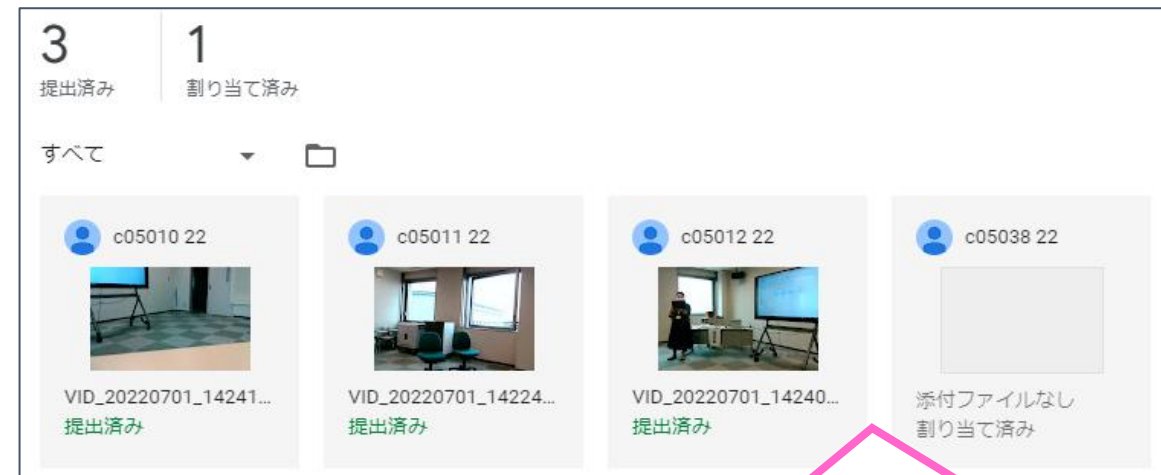 3
提出済み
1
割り当て済み
すべて
c05010 22
VID_20220701_14241...
提出済み
c05011 22
VID_20220701_14224...
提出済み
c05012 22
VID_20220701_14240...
提出済み
c05038 22
添付ファイルなし
割り当て済み